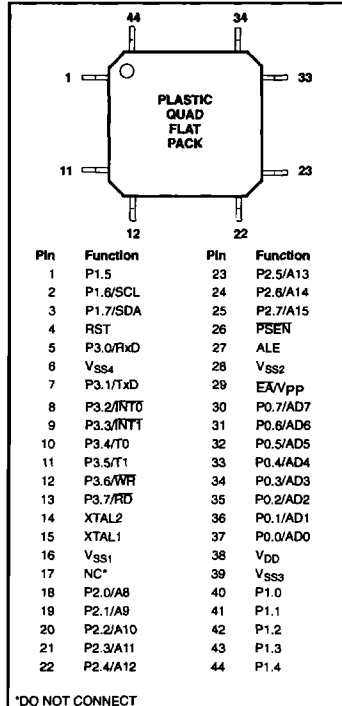 44 34
1 33
PLASTIC
QUAD
FLAT
PACK
11 23
12 22
Pin Function Pin Function
1 P1.5 23 P2.5/A13
2 P1.6/SCL 24 P2.6/A14
3 P1.7/SDA 25 P2.7/A15
4 RST 26 PSEN
5 P3.0/RxD 27 ALE
6 VSS4 28 VSS2
7 P3.1/TxD 29 EA/VPP
8 P3.2/INT0 30 P0.7/AD7
9 P3.3/INT1 31 P0.6/AD6
10 P3.4/T0 32 P0.5/AD5
11 P3.5/T1 33 P0.4/AD4
12 P3.6/WR 34 P0.3/AD3
13 P3.7/RD 35 P0.2/AD2
14 XTAL2 36 P0.1/AD1
15 XTAL1 37 P0.0/AD0
16 VSS1 38 VDD
17 NC* 39 VSS3
18 P2.0/A8 40 P1.0
19 P2.1/A9 41 P1.1
20 P2.2/A10 42 P1.2
21 P2.3/A11 43 P1.3
22 P2.4/A12 44 P1.4
*DO NOT CONNECT